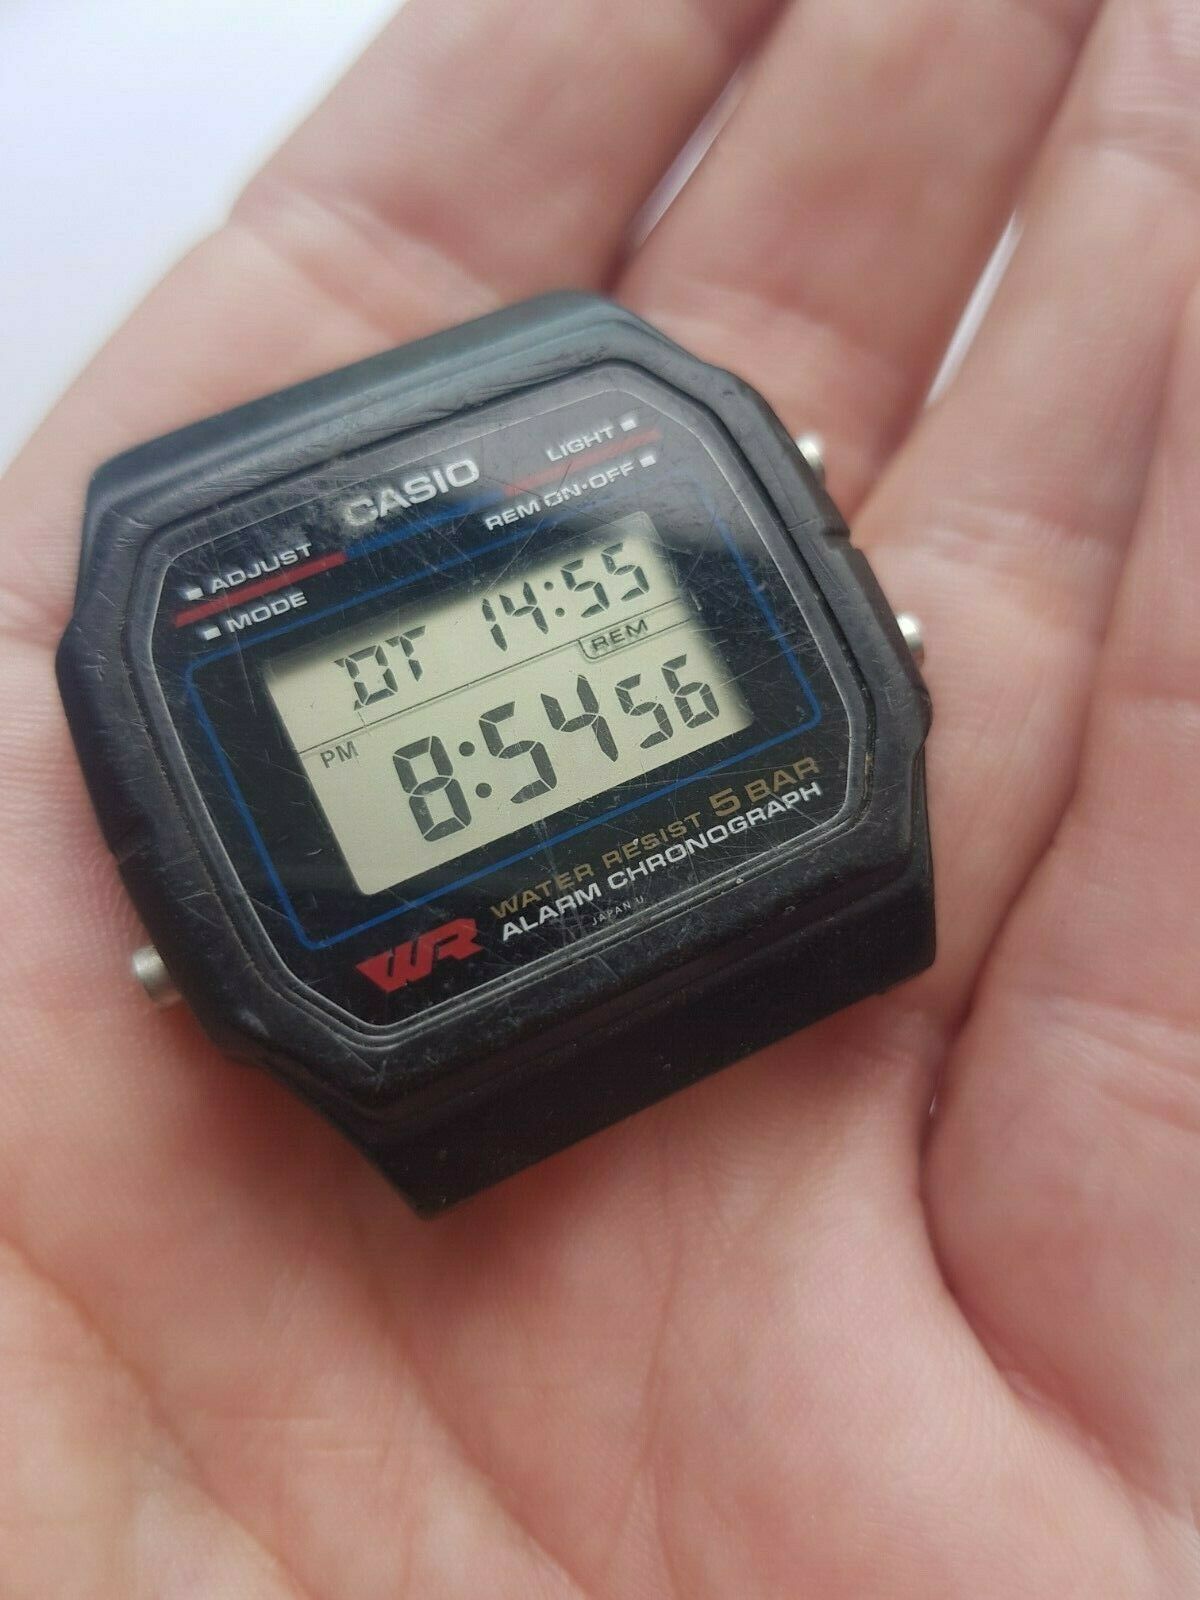 CASIO
LIGHT
REM ON·OFF
ADJUST
MODE
DT 14:55
REM
PM 8:54 56
WR
WATER RESIST 5 BAR
ALARM CHRONOGRAPH
JAPAN U